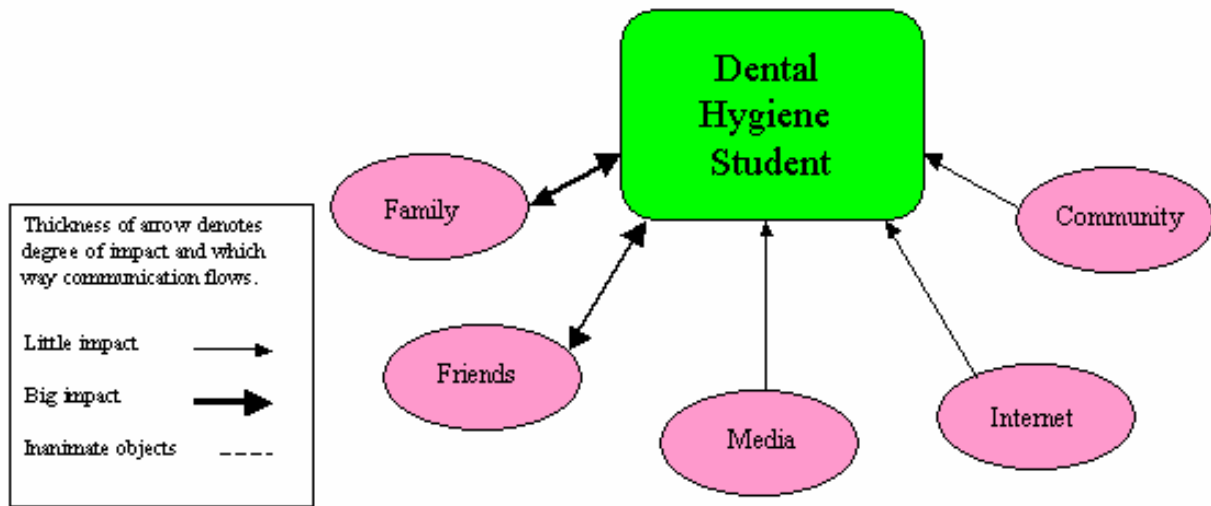 Dental
Hygiene
Student
Family
Community
Thickness of arrow denotes
degree of impact and which
way communication flows.
Little impact
Friends
Big impact
Internet
Media
Inanimate objects